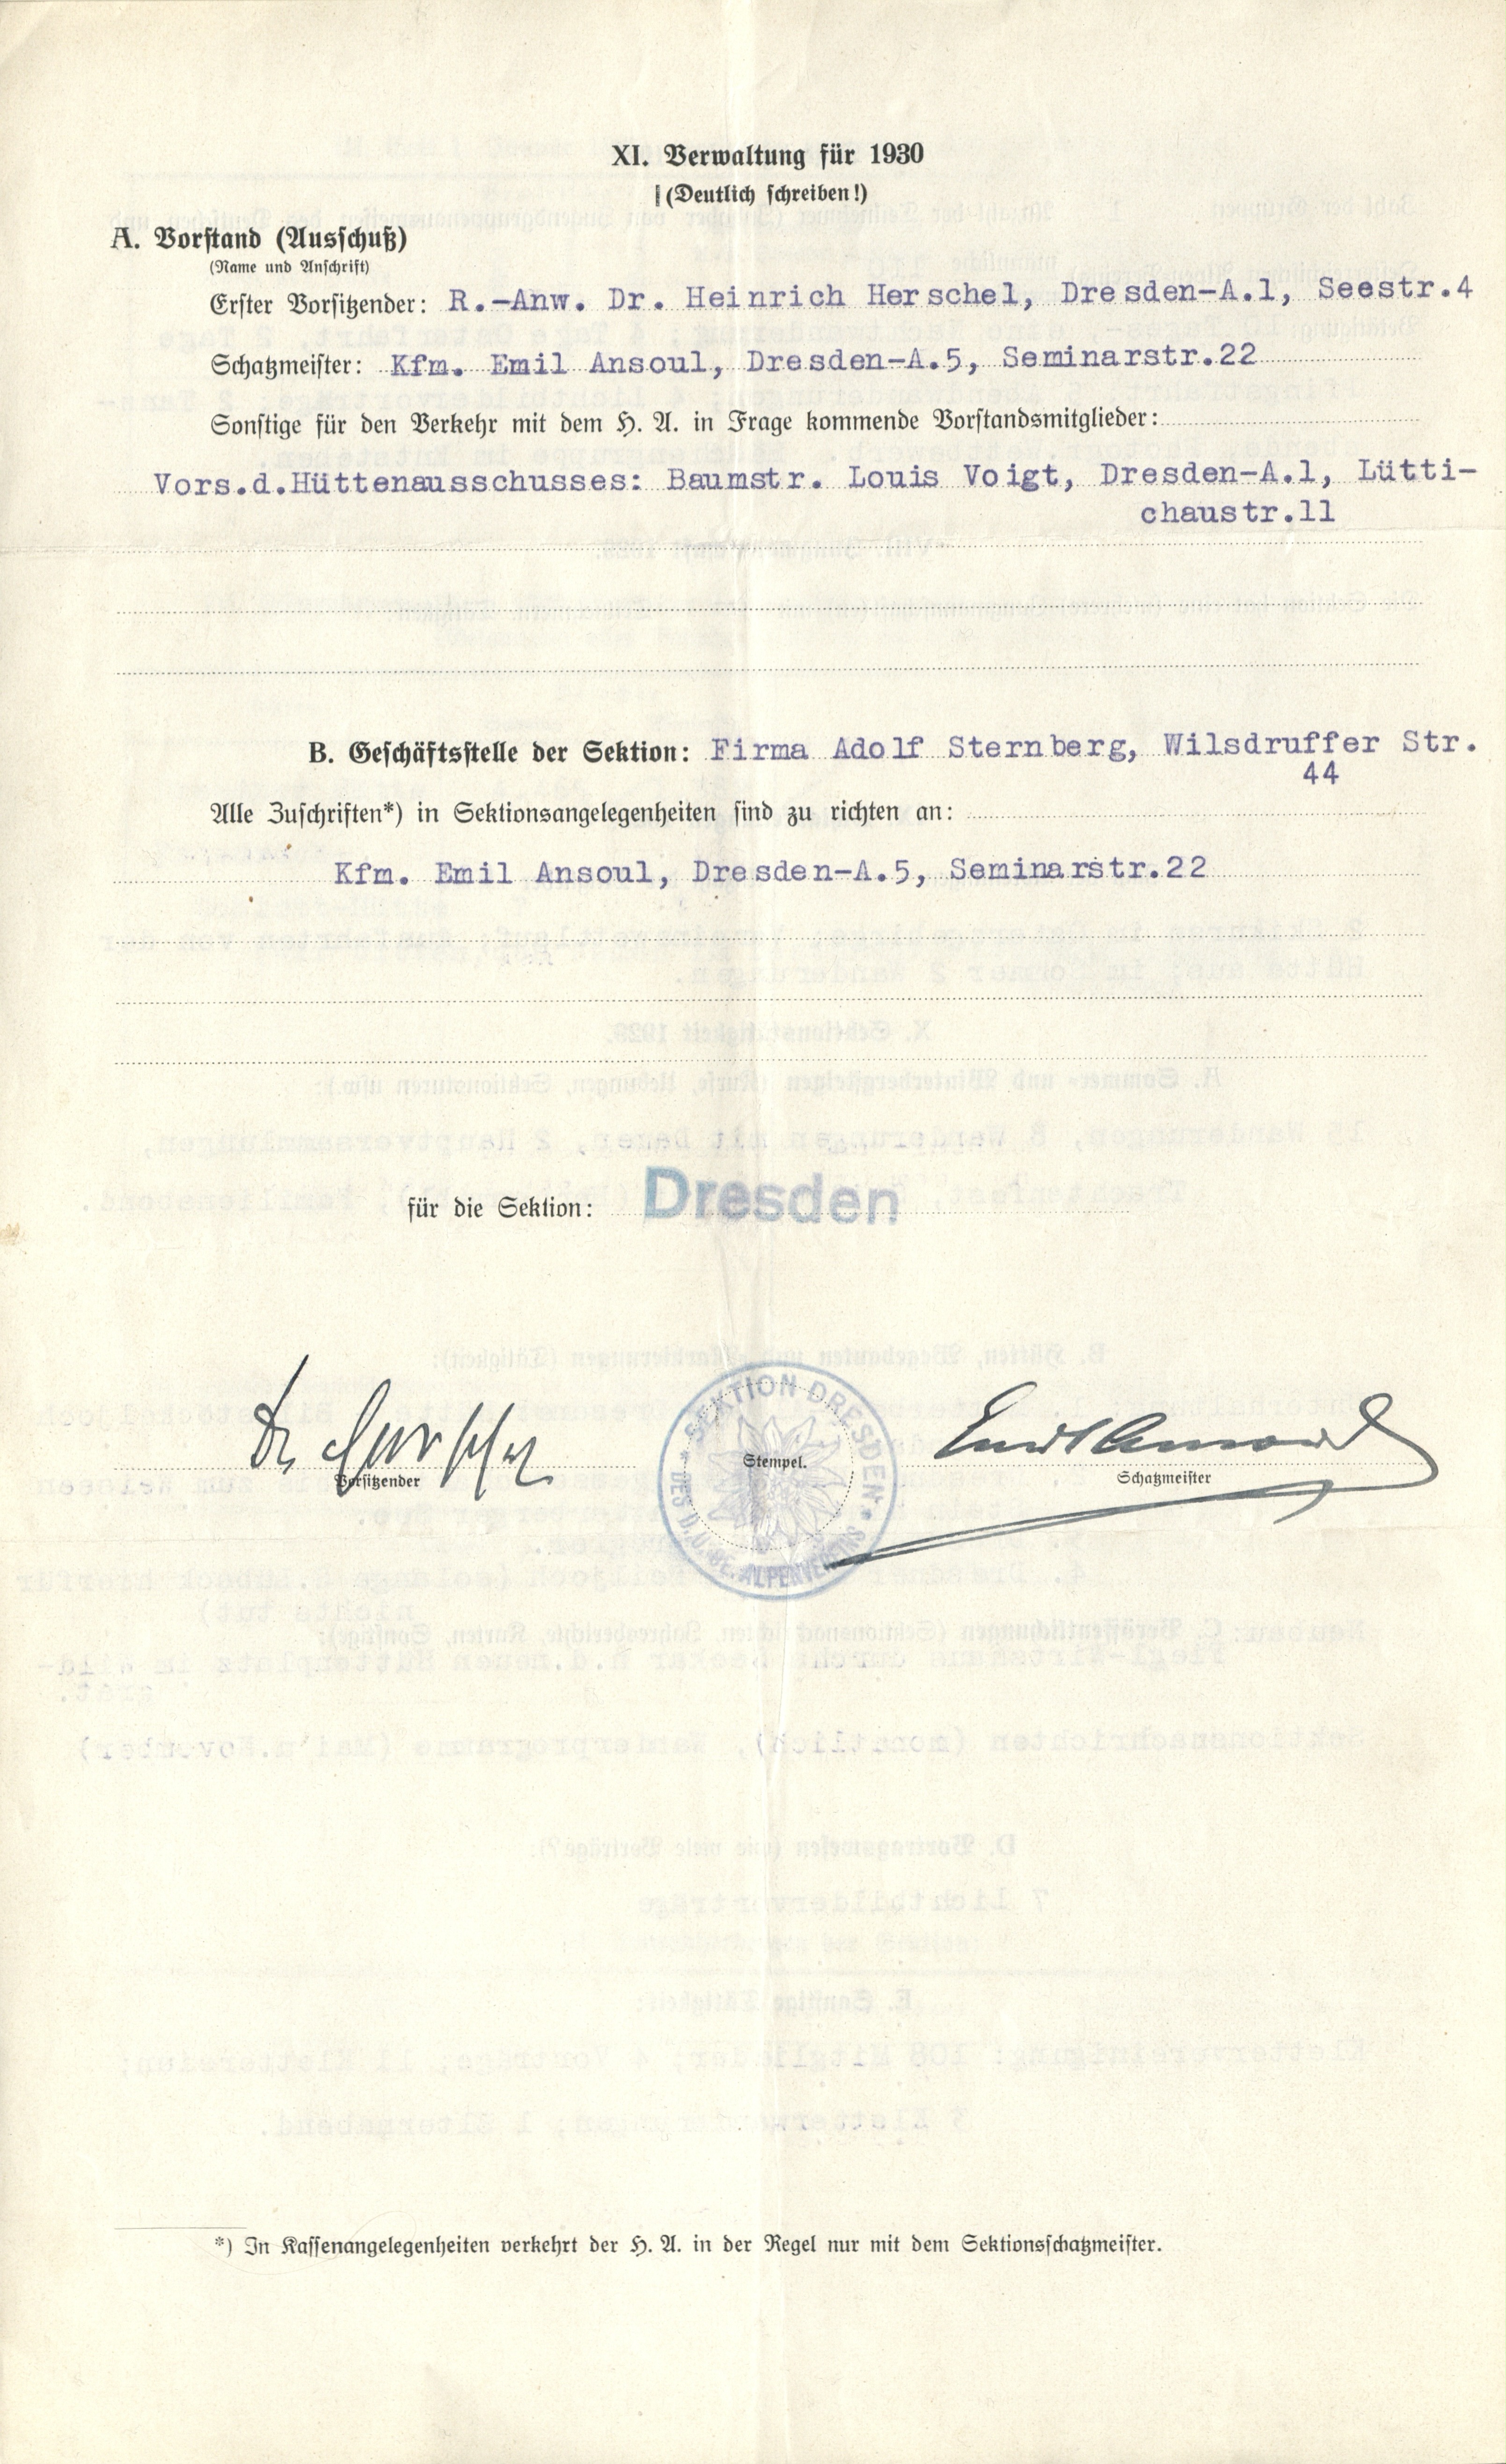 XI. Verwaltung für 1930
(Deutlich schreiben!)
A. Vorstand (Ausschuß)
(Name und Anschrift)
Erster Vorsitzender: R.-Anw. Dr. Heinrich Herschel, Dresden-A.1, Seestr.4
Schatzmeister: Kfm. Emil Ansoul, Dresden-A.5, Seminarstr.22
Sonstige für den Verkehr mit dem H. A. in Frage kommende Vorstandsmitglieder:
Vors.d.Hüttenausschusses: Baumstr. Louis Voigt, Dresden-A.1, Lütti-
chaustr.11
B. Geschäftsstelle der Sektion: Firma Adolf Sternberg, Wilsdruffer Str.
44
Alle Zuschriften*) in Sektionsangelegenheiten sind zu richten an:
Kfm. Emil Ansoul, Dresden-A.5, Seminarstr.22
für die Sektion: Dresden
Dr. Herschel
Vorsitzender
SEKTION DRESDEN
DES D.U.OE. ALPENVEREINS
Stempel.
Emil Ansoul
Schatzmeister
*) In Kassenangelegenheiten verkehrt der H. A. in der Regel nur mit dem Sektionsschatzmeister.